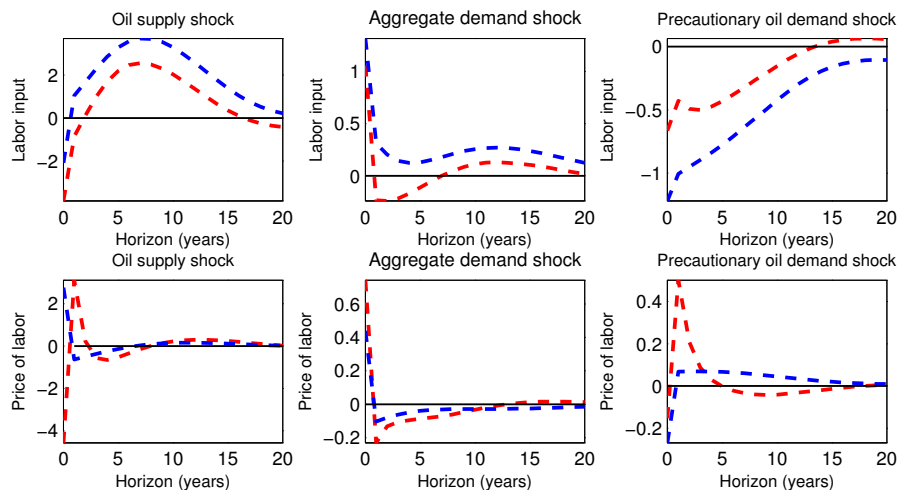 Oil supply shock
Aggregate demand shock
Precautionary oil demand shock
Labor input
2
0
−2
0 5 10 15 20
Horizon (years)
Labor input
1
0.5
0
0 5 10 15 20
Horizon (years)
Labor input
0
−0.5
−1
0 5 10 15 20
Horizon (years)
Oil supply shock
Aggregate demand shock
Precautionary oil demand shock
Price of labor
2
0
−2
−4
0 5 10 15 20
Horizon (years)
Price of labor
0.6
0.4
0.2
0
−0.2
0 5 10 15 20
Horizon (years)
Price of labor
0.4
0.2
0
−0.2
0 5 10 15 20
Horizon (years)